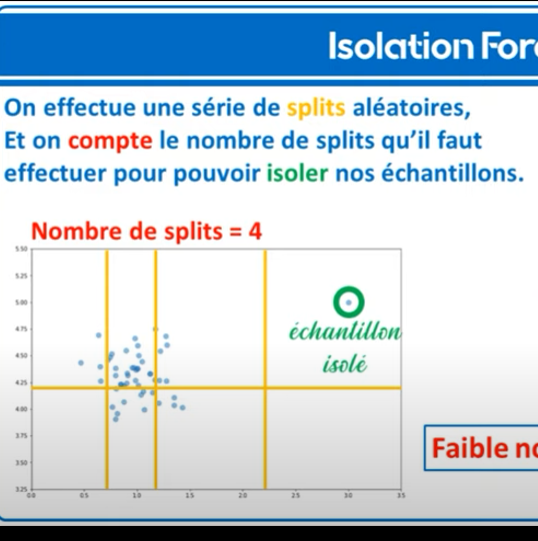 Isolation For
On effectue une série de splits aléatoires,
Et on compte le nombre de splits qu'il faut
effectuer pour pouvoir isoler nos échantillons.
Nombre de splits = 4
5.50
5.25
5.00
4.75
4.50
4.25
4.00
3.75
3.50
3.25
échantillon
isolé
Faible no
0.0 0.5 1.0 1.5 2.0 2.5 3.0 3.5